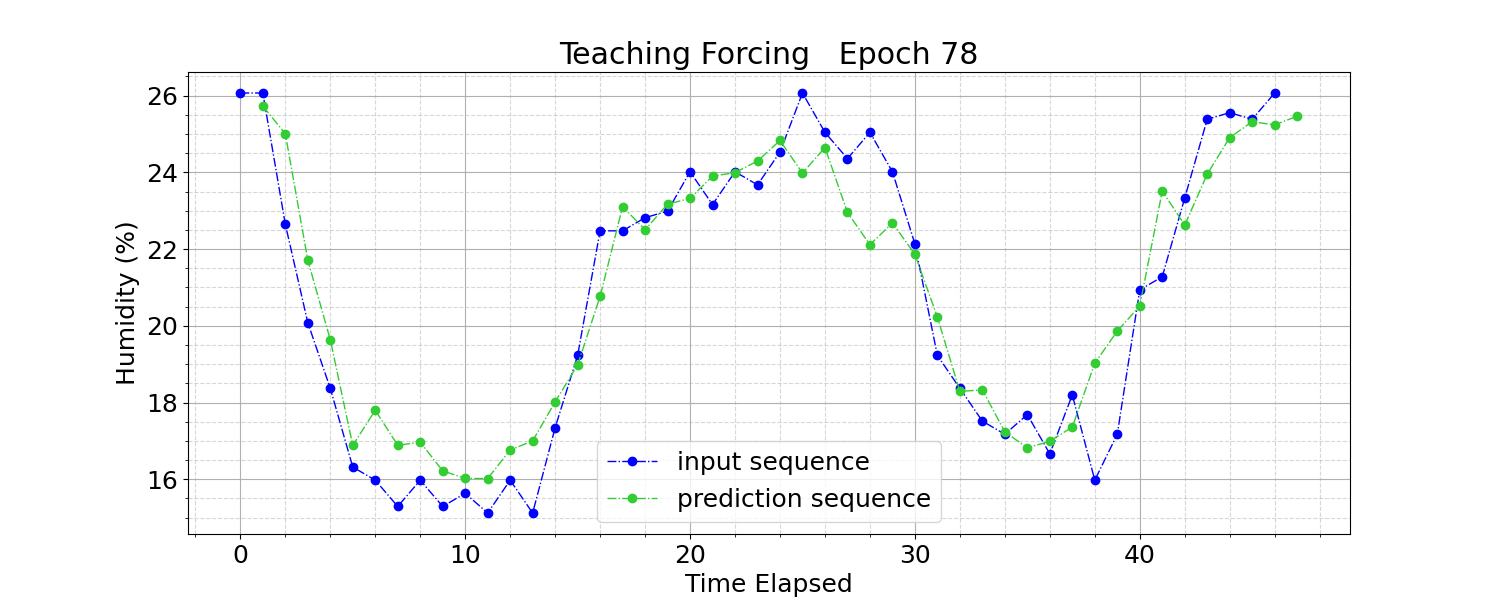 Teaching Forcing   Epoch 78
Humidity (%)
26
24
22
20
18
16
input sequence
prediction sequence
0 10 20 30 40
Time Elapsed